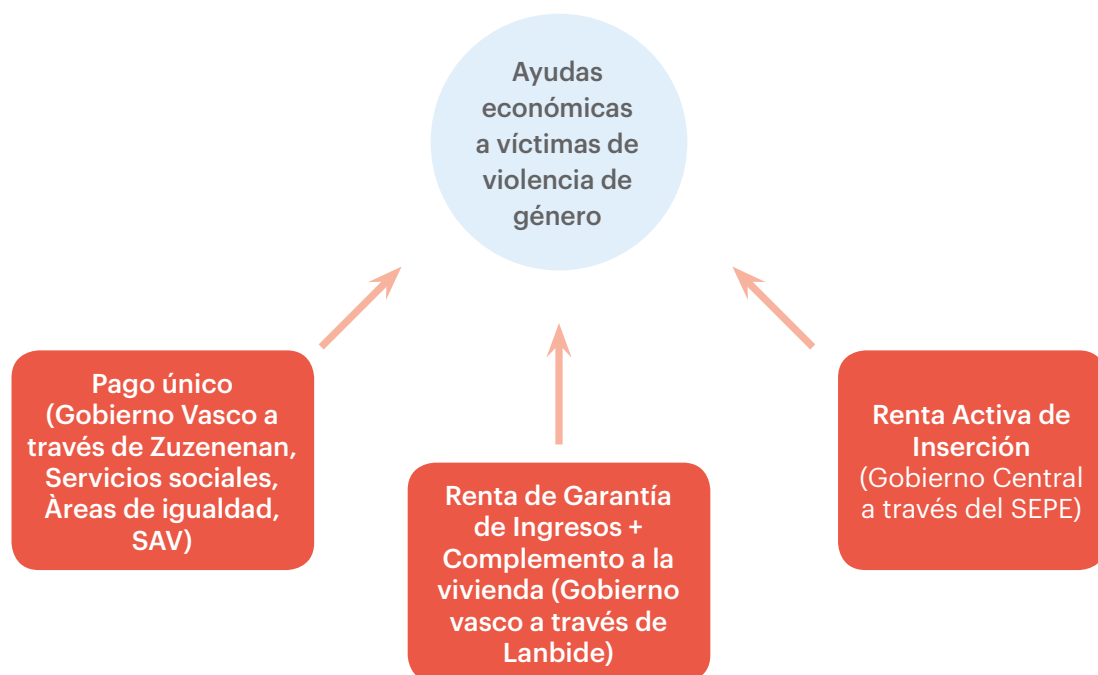 Ayudas
económicas
a víctimas de
violencia de
género
Pago único
(Gobierno Vasco a
través de Zuzenenan,
Servicios sociales,
Àreas de igualdad,
SAV)
Renta de Garantía
de Ingresos +
Complemento a la
vivienda (Gobierno
vasco a través de
Lanbide)
Renta Activa de
Inserción
(Gobierno Central
a través del SEPE)